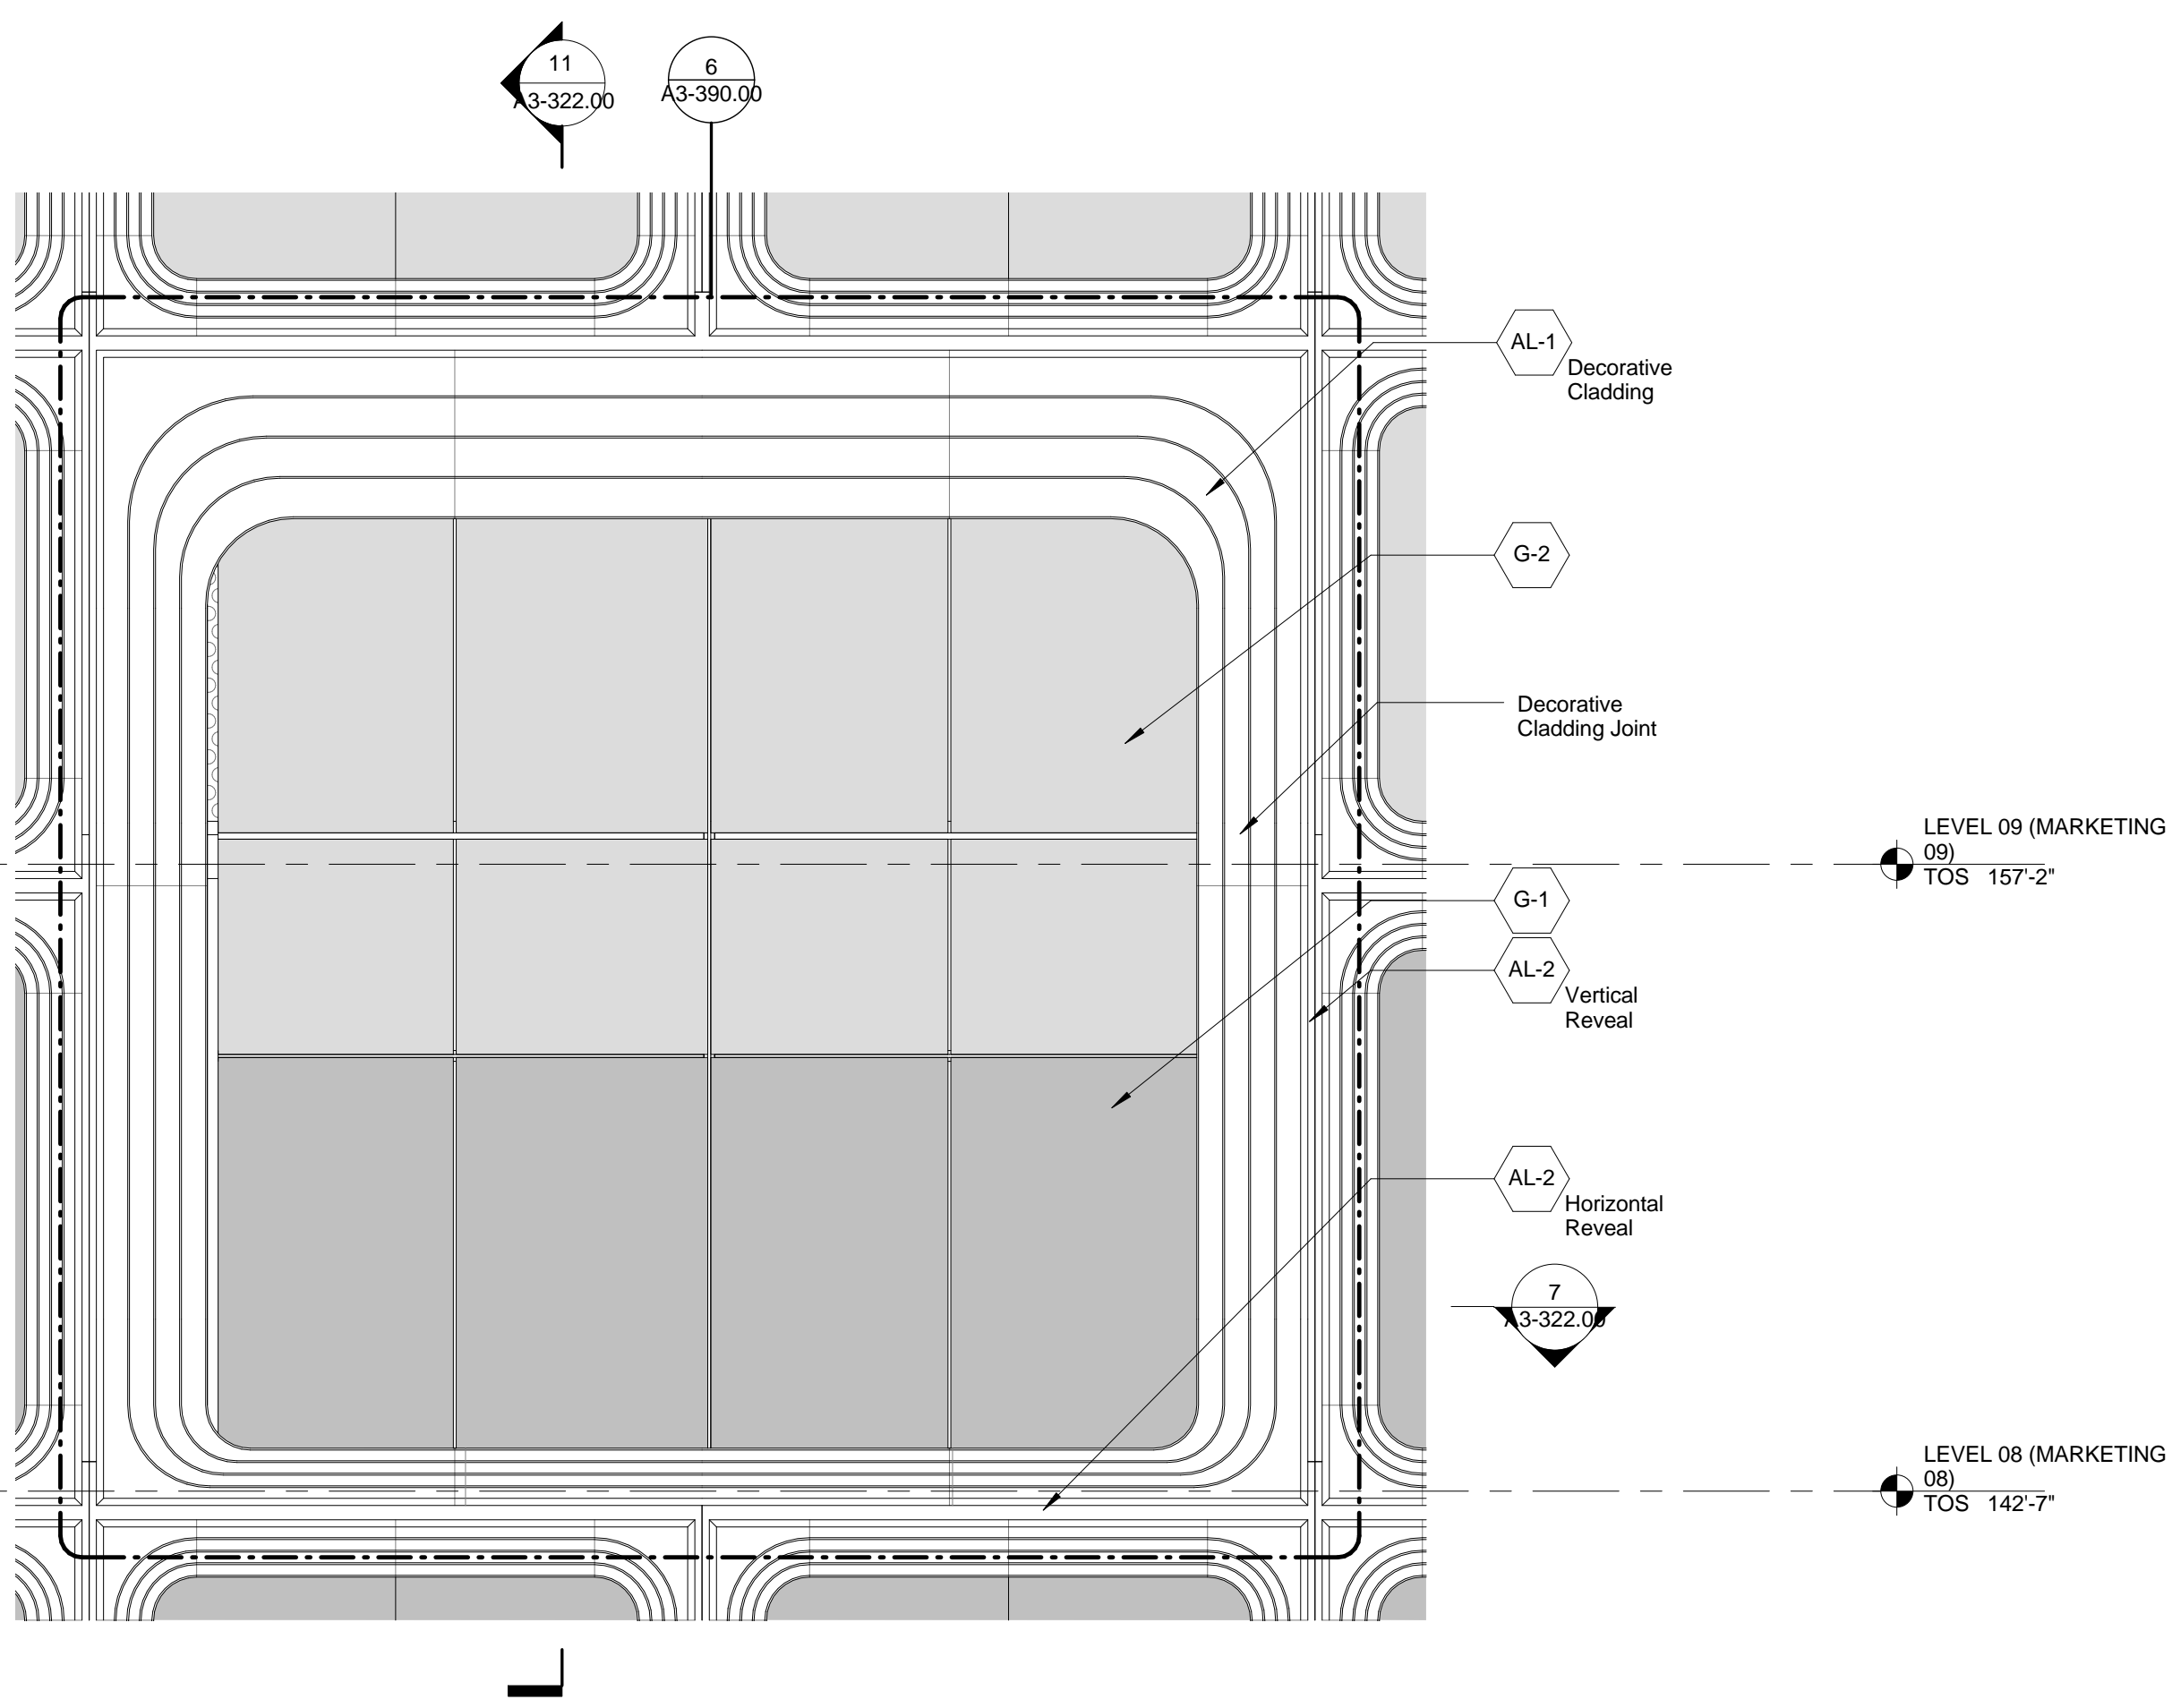 11
A3-322.00
6
A3-390.00
AL-1
Decorative
Cladding
G-2
Decorative
Cladding Joint
LEVEL 09 (MARKETING
09)
TOS 157'-2"
G-1
AL-2
Vertical
Reveal
AL-2
Horizontal
Reveal
7
A3-322.00
LEVEL 08 (MARKETING
08)
TOS 142'-7"